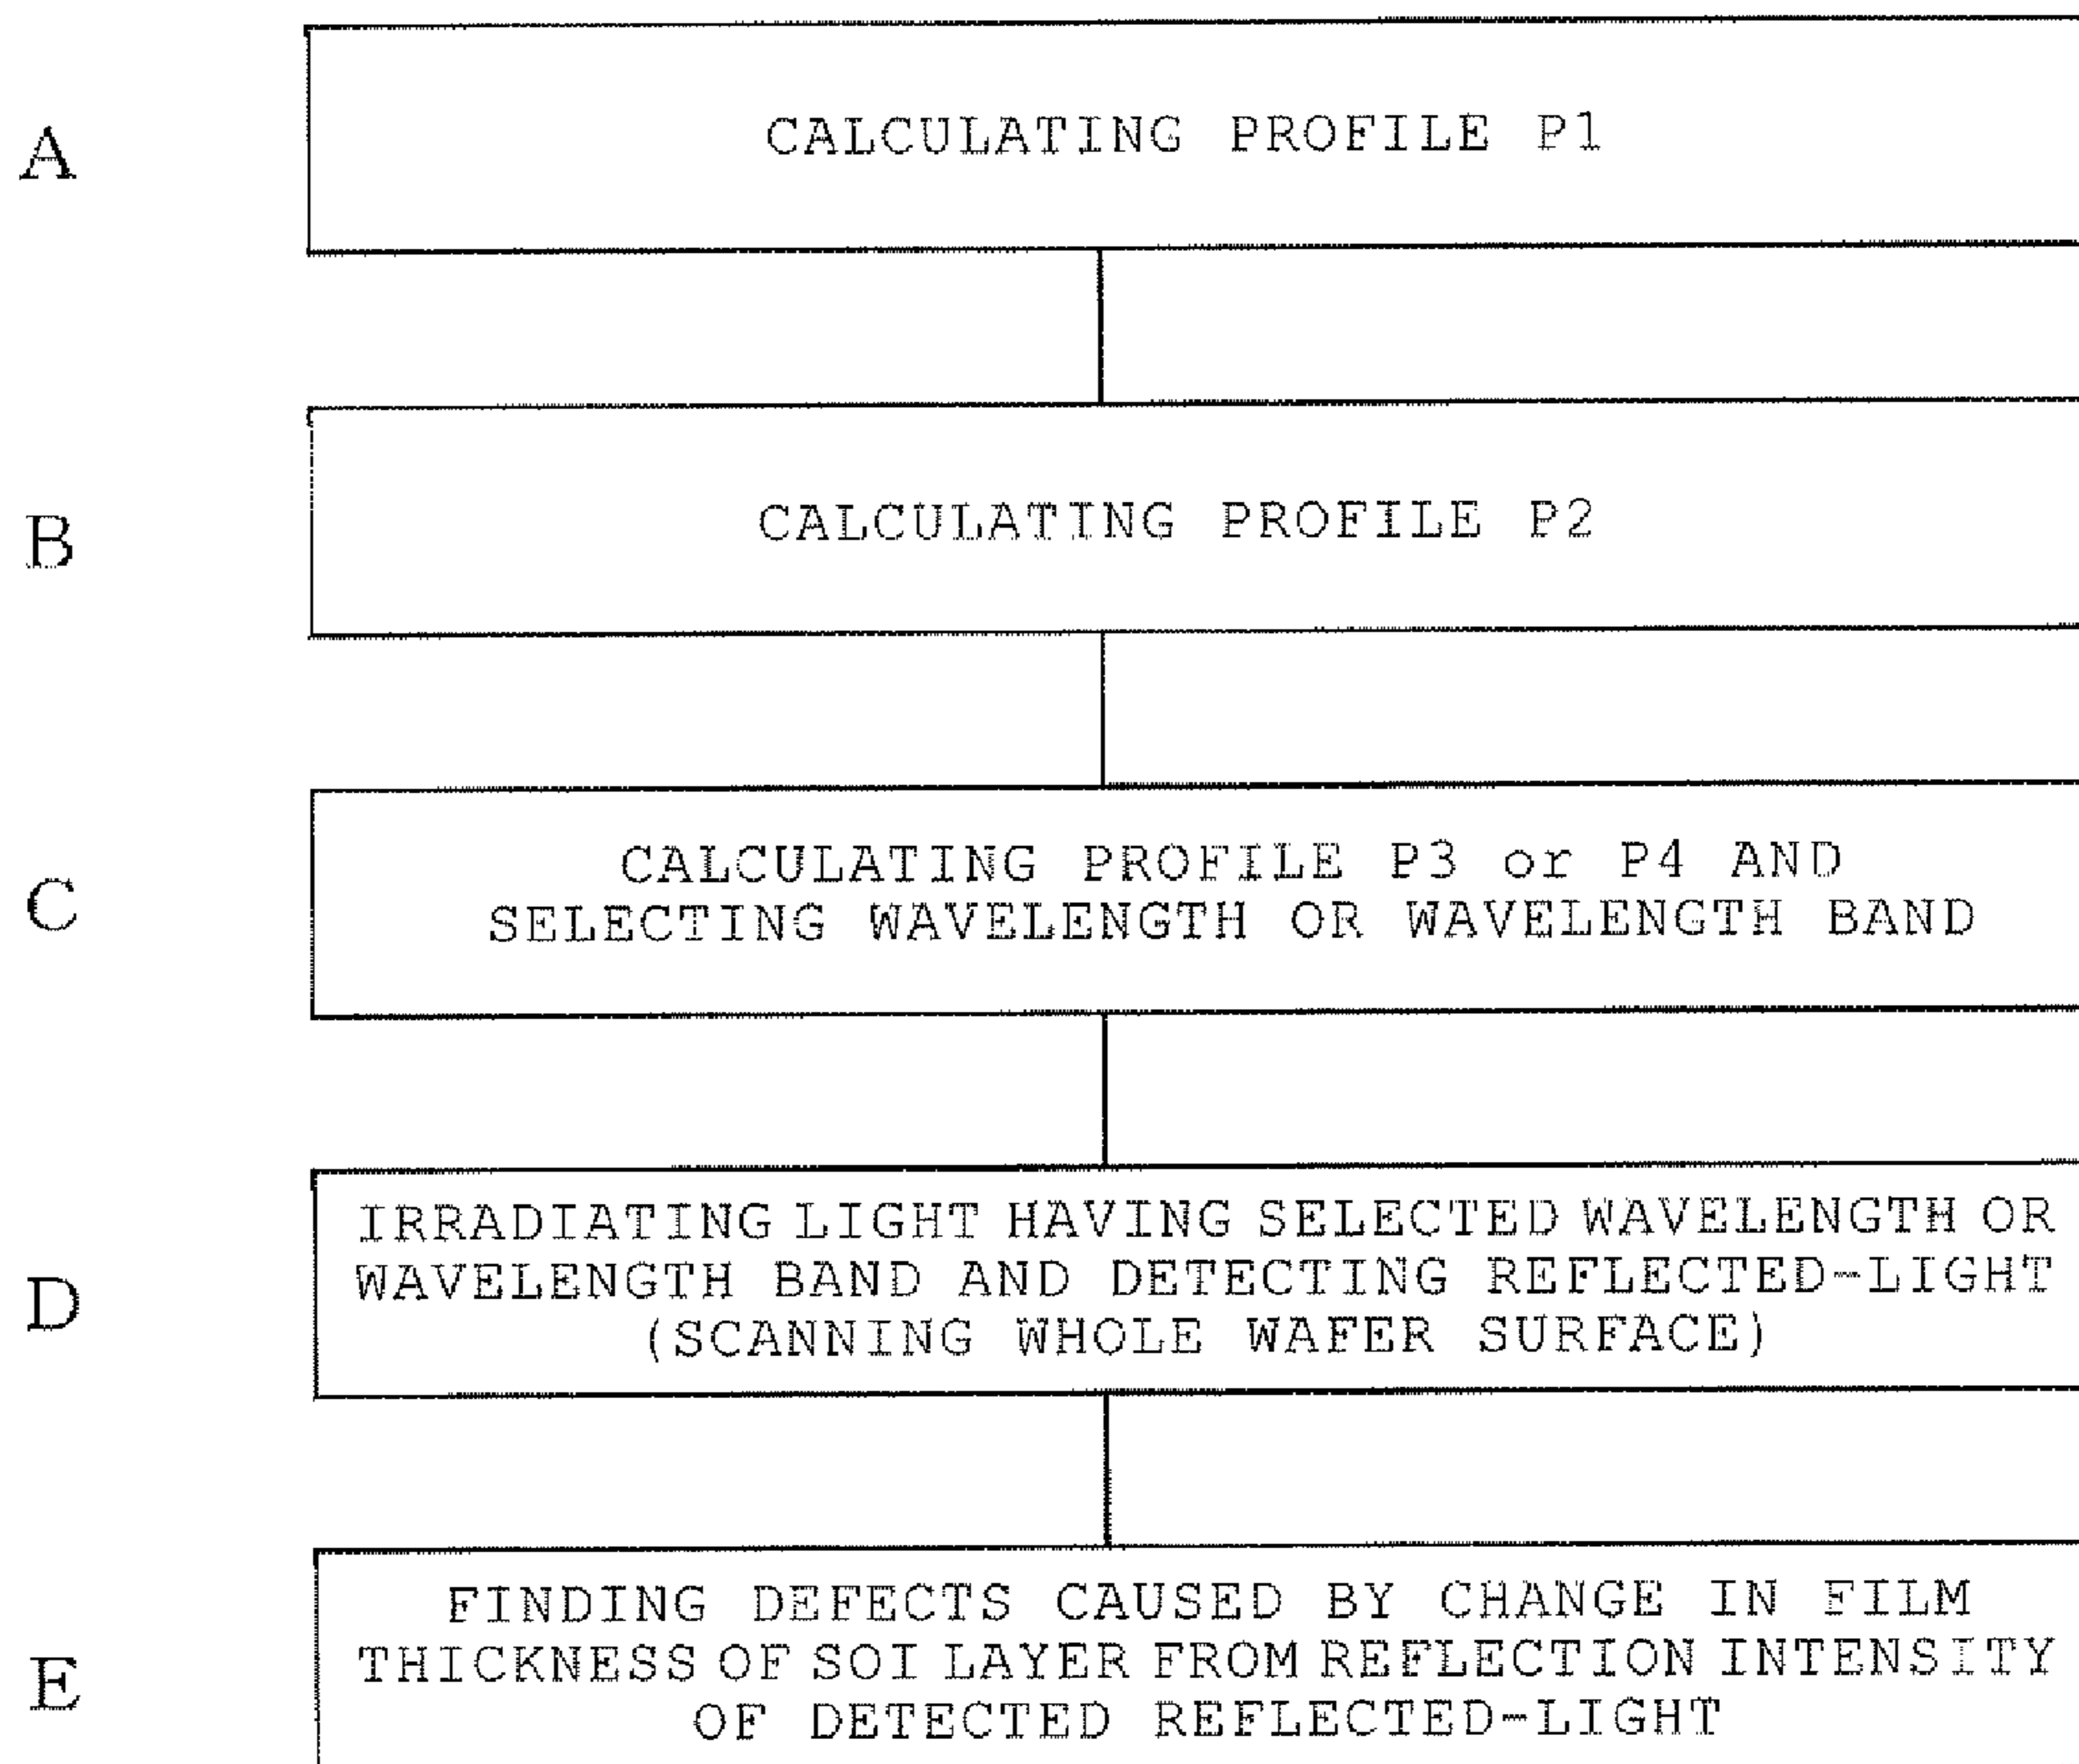 A
CALCULATING PROFILE P1
B
CALCULATING PROFILE P2
C
CALCULATING PROFILE P3 or P4 AND
SELECTING WAVELENGTH OR WAVELENGTH BAND
D
IRRADIATING LIGHT HAVING SELECTED WAVELENGTH OR
WAVELENGTH BAND AND DETECTING REFLECTED-LIGHT
(SCANNING WHOLE WAFER SURFACE)
E
FINDING DEFECTS CAUSED BY CHANGE IN FILM
THICKNESS OF SOI LAYER FROM REFLECTION INTENSITY
OF DETECTED REFLECTED-LIGHT